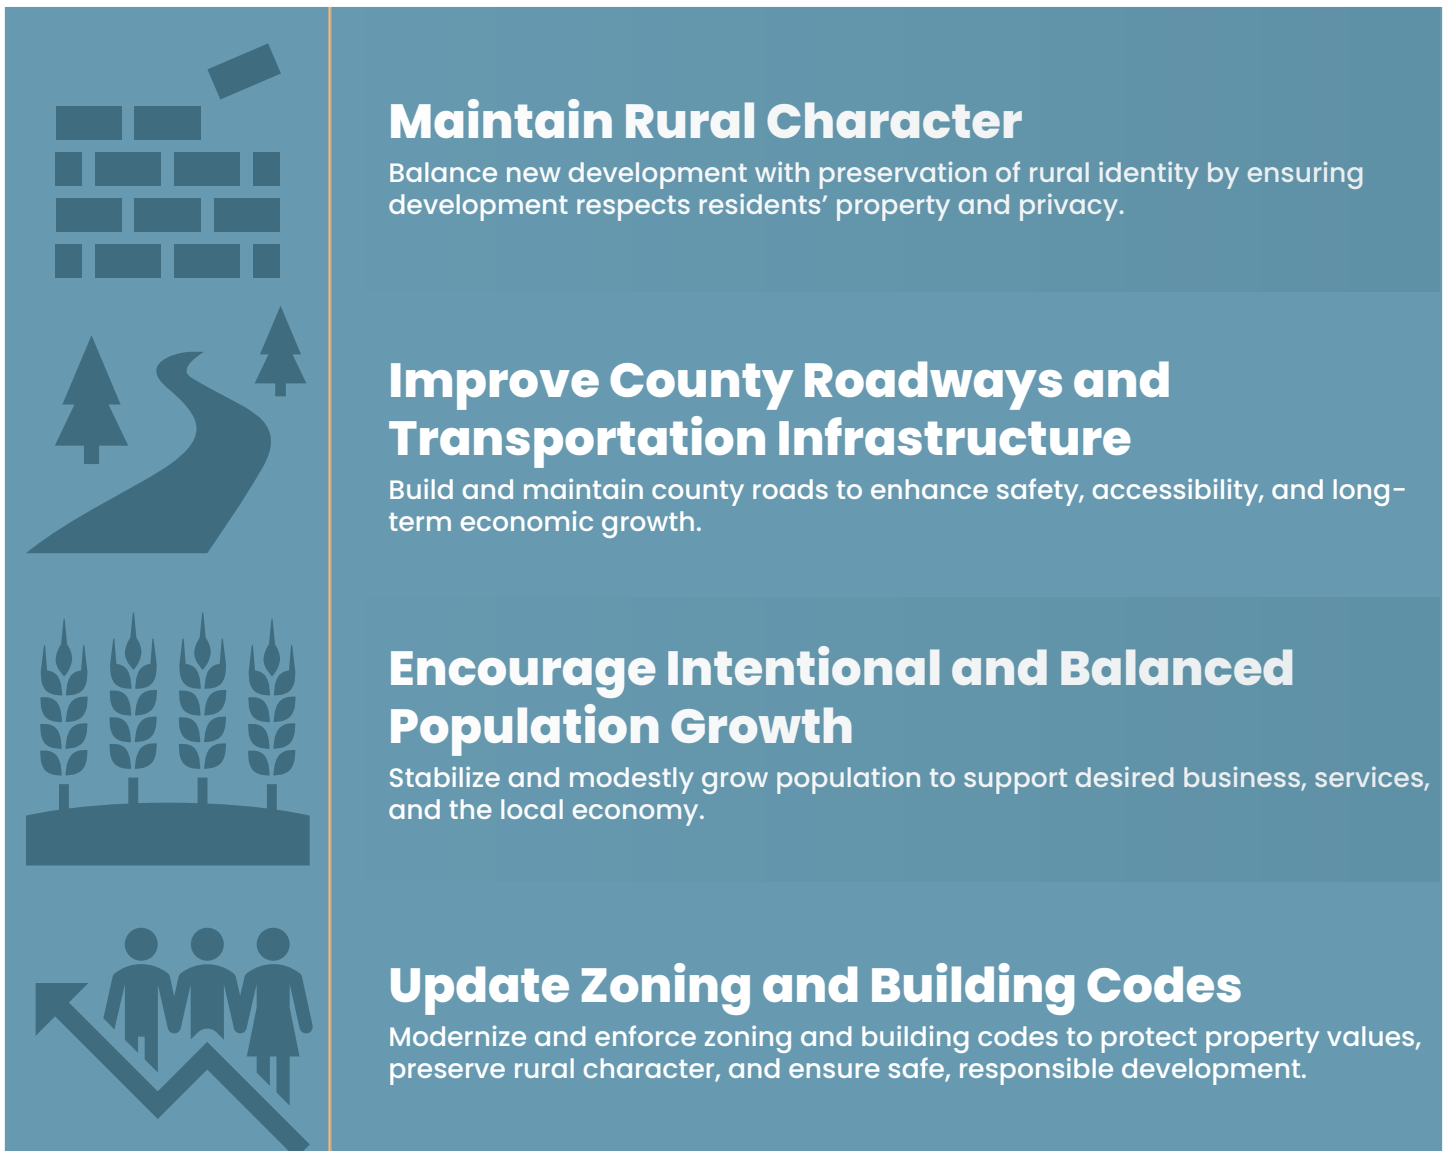 Maintain Rural Character
Balance new development with preservation of rural identity by ensuring
development respects residents’ property and privacy.
Improve County Roadways and
Transportation Infrastructure
Build and maintain county roads to enhance safety, accessibility, and long-
term economic growth.
Encourage Intentional and Balanced
Population Growth
Stabilize and modestly grow population to support desired business, services,
and the local economy.
Update Zoning and Building Codes
Modernize and enforce zoning and building codes to protect property values,
preserve rural character, and ensure safe, responsible development.